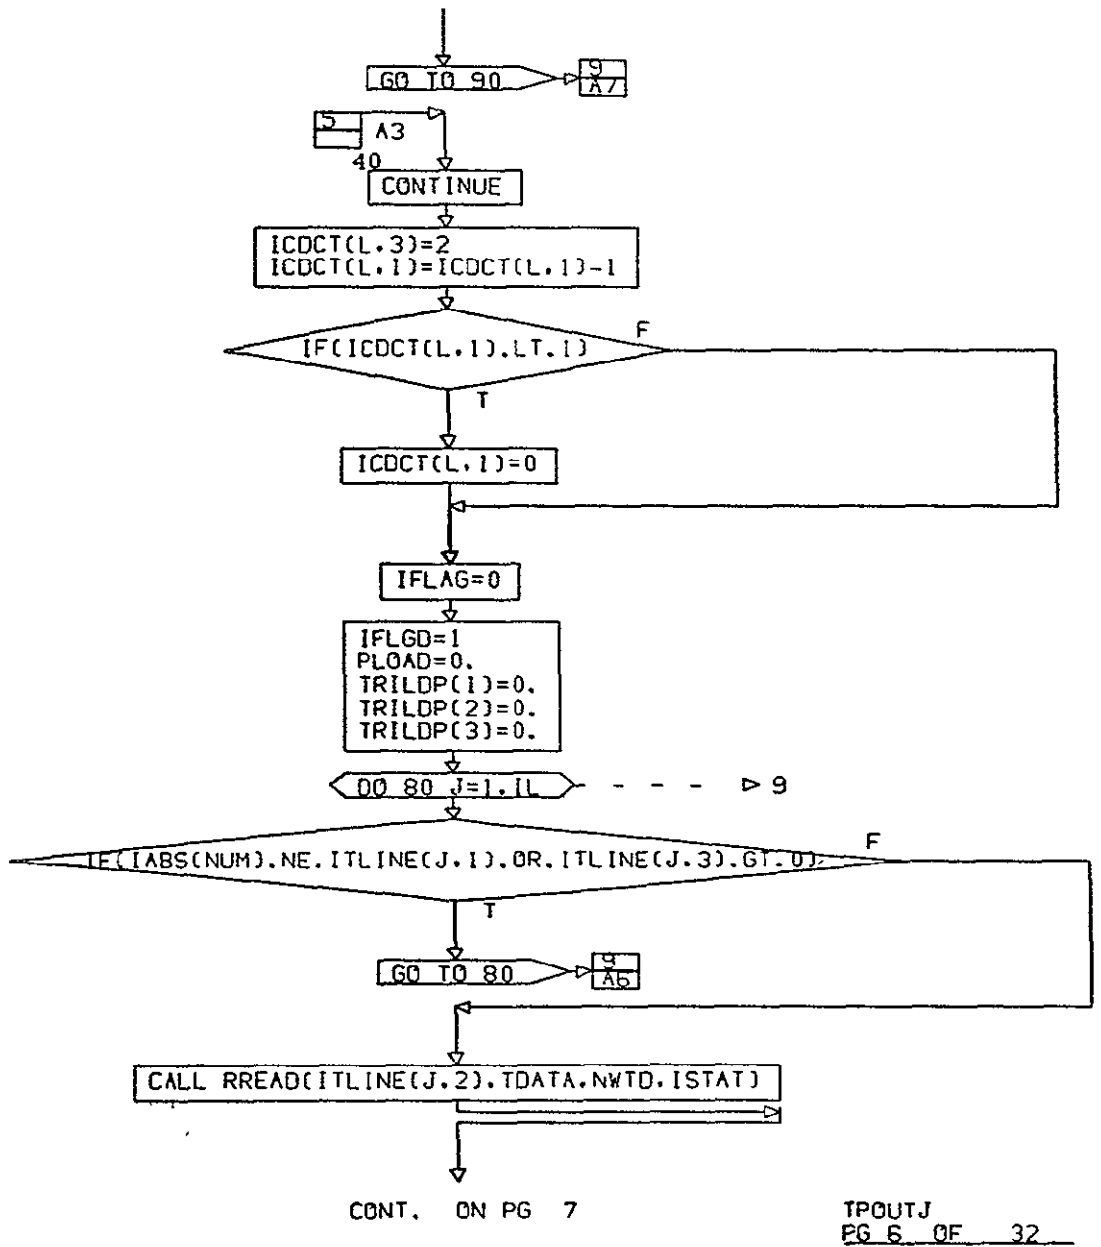 GO TO 90
9
A7
5
A3
40
CONTINUE
ICDCT(L,3)=2
ICDCT(L,1)=ICDCT(L,1)-1
IF(ICDCT(L,1).LT.1)
F
T
ICDCT(L,1)=0
IFLAG=0
IFLGD=1
PLOAD=0.
TRILDP(1)=0.
TRILDP(2)=0.
TRILDP(3)=0.
DO 80 J=1,IL
9
IF(IABS(NUM).NE.ITLINE(J,1).OR.ITLINE(J,3).GT.0)
F
T
GO TO 80
9
A6
CALL RREAD(ITLINE(J,2),TDATA,NWTD,ISTAT)
CONT. ON PG 7
TPOUTJ
PG 6 OF 32